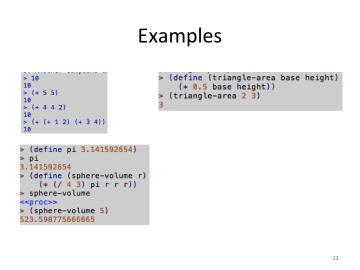 Examples
> 10
10
> (+ 5 5)
10
> (+ 4 4 2)
10
> (+ (+ 1 2) (+ 3 4))
10
> (define (triangle-area base height)
(* 0.5 base height))
> (triangle-area 2 3)
3
> (define pi 3.141592654)
> pi
3.141592654
> (define (sphere-volume r)
(* (/ 4 3) pi r r r))
> sphere-volume
<<proc>>
> (sphere-volume 5)
523.598775666665
23